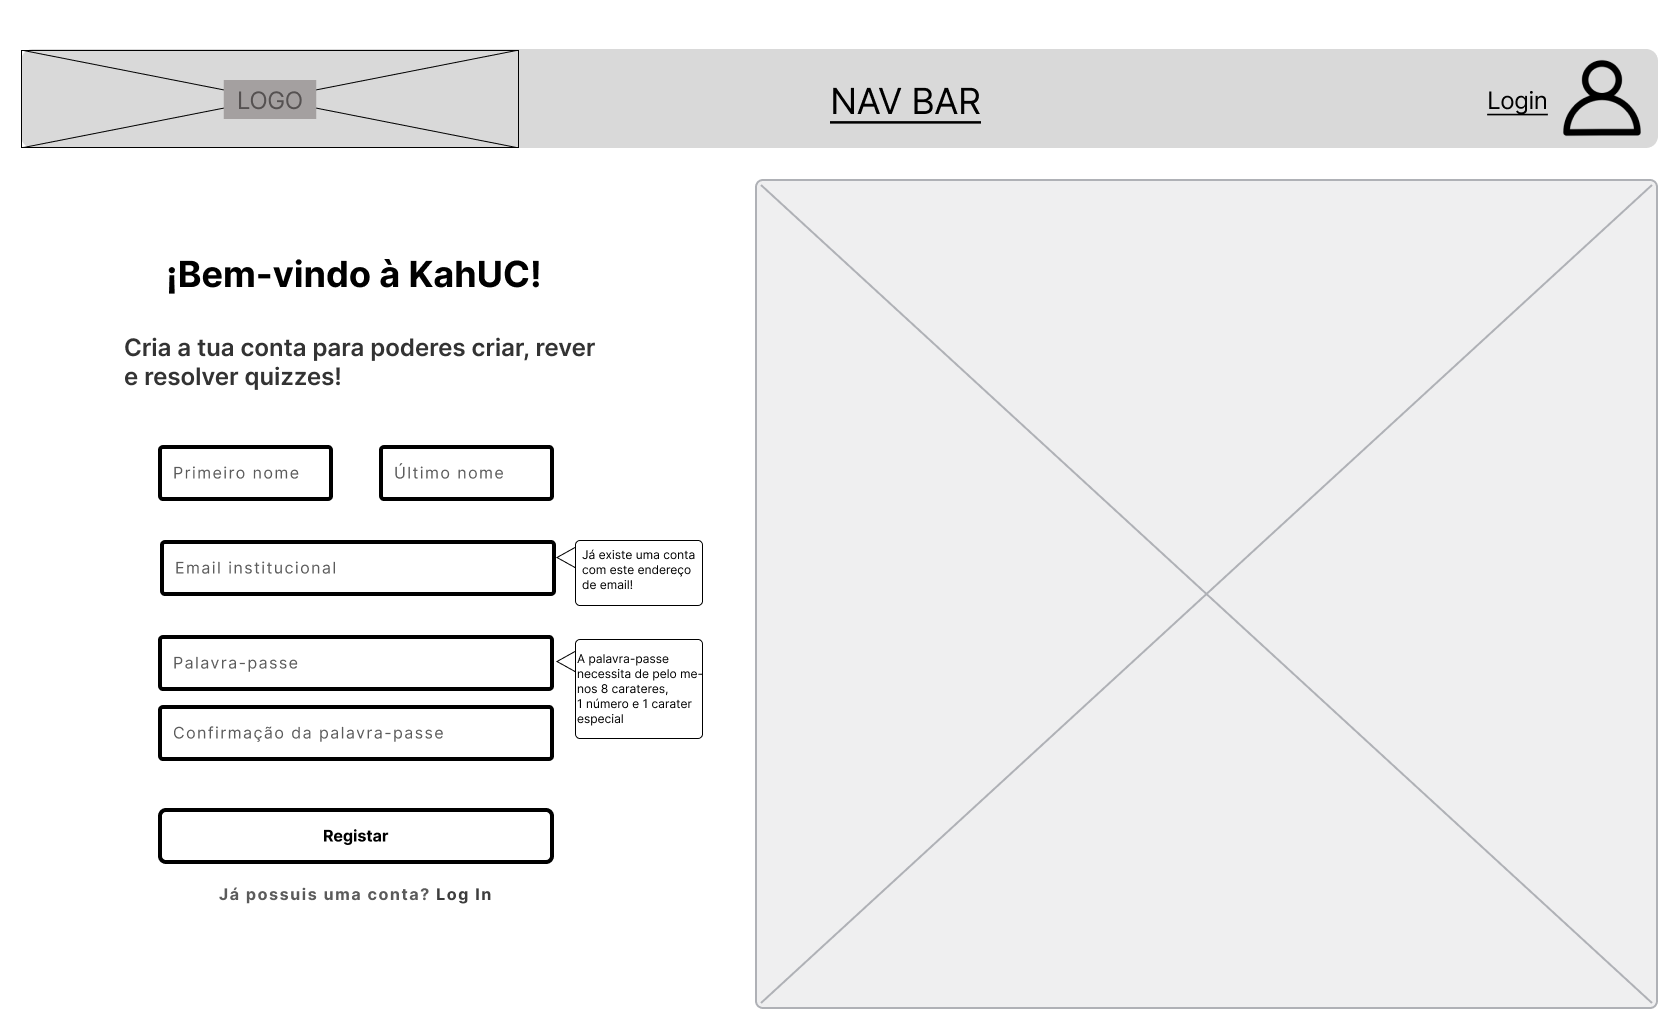 LOGO
NAV BAR
Login
¡Bem-vindo à KahUC!
Cria a tua conta para poderes criar, rever
e resolver quizzes!
Primeiro nome
Último nome
Email institucional
Já existe uma conta
com este endereço
de email!
Palavra-passe
A palavra-passe
necessita de pelo me-
nos 8 carateres,
1 número e 1 carater
especial
Confirmação da palavra-passe
Registar
Já possuis uma conta? Log In